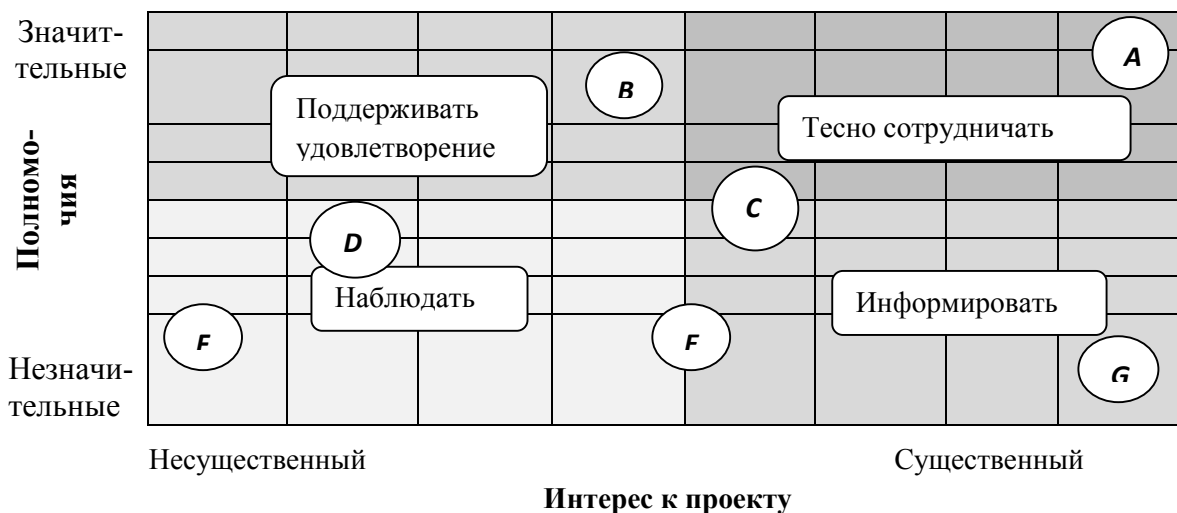 Значит-
тельные
A
B
Поддерживать
удовлетворение
Тесно сотрудничать
Полномо-
чия
C
D
Наблюдать
Информировать
E
F
G
Незначи-
тельные
Несущественный
Существенный
Интерес к проекту